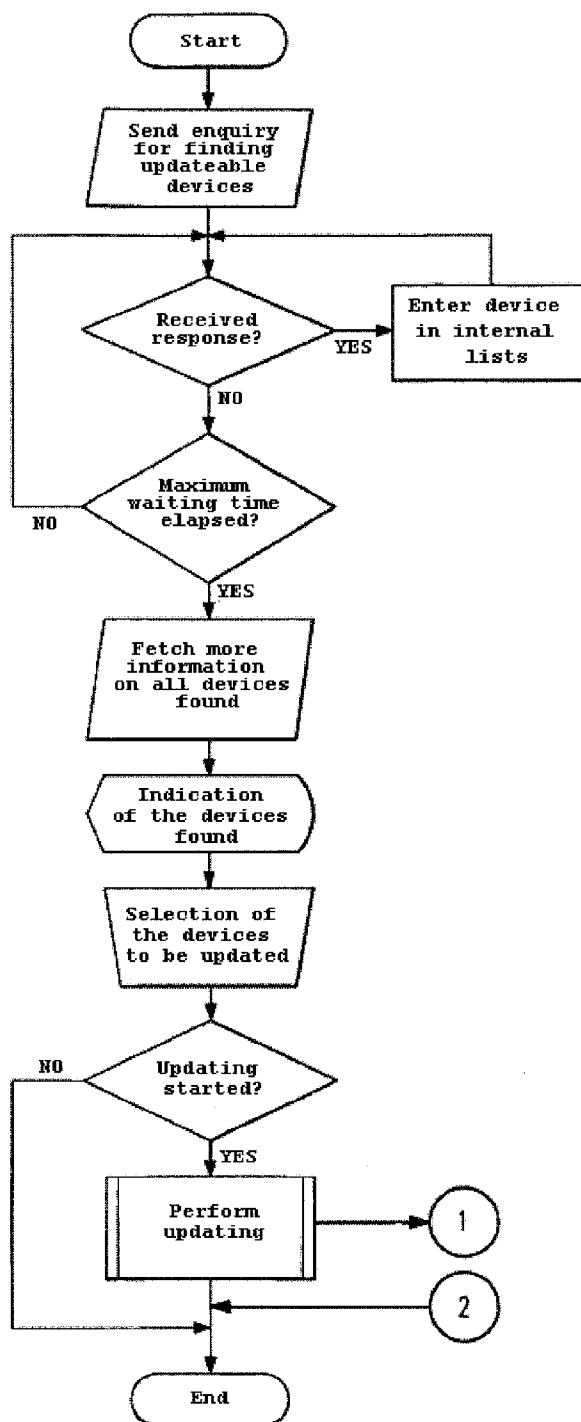 Start
Send enquiry
for finding
updateable
devices
Received
response?
YES
Enter device
in internal
lists
NO
Maximum
waiting time
elapsed?
NO
YES
Fetch more
information
on all devices
found
Indication
of the devices
found
Selection of
the devices
to be updated
NO
Updating
started?
YES
Perform
updating
1
2
End